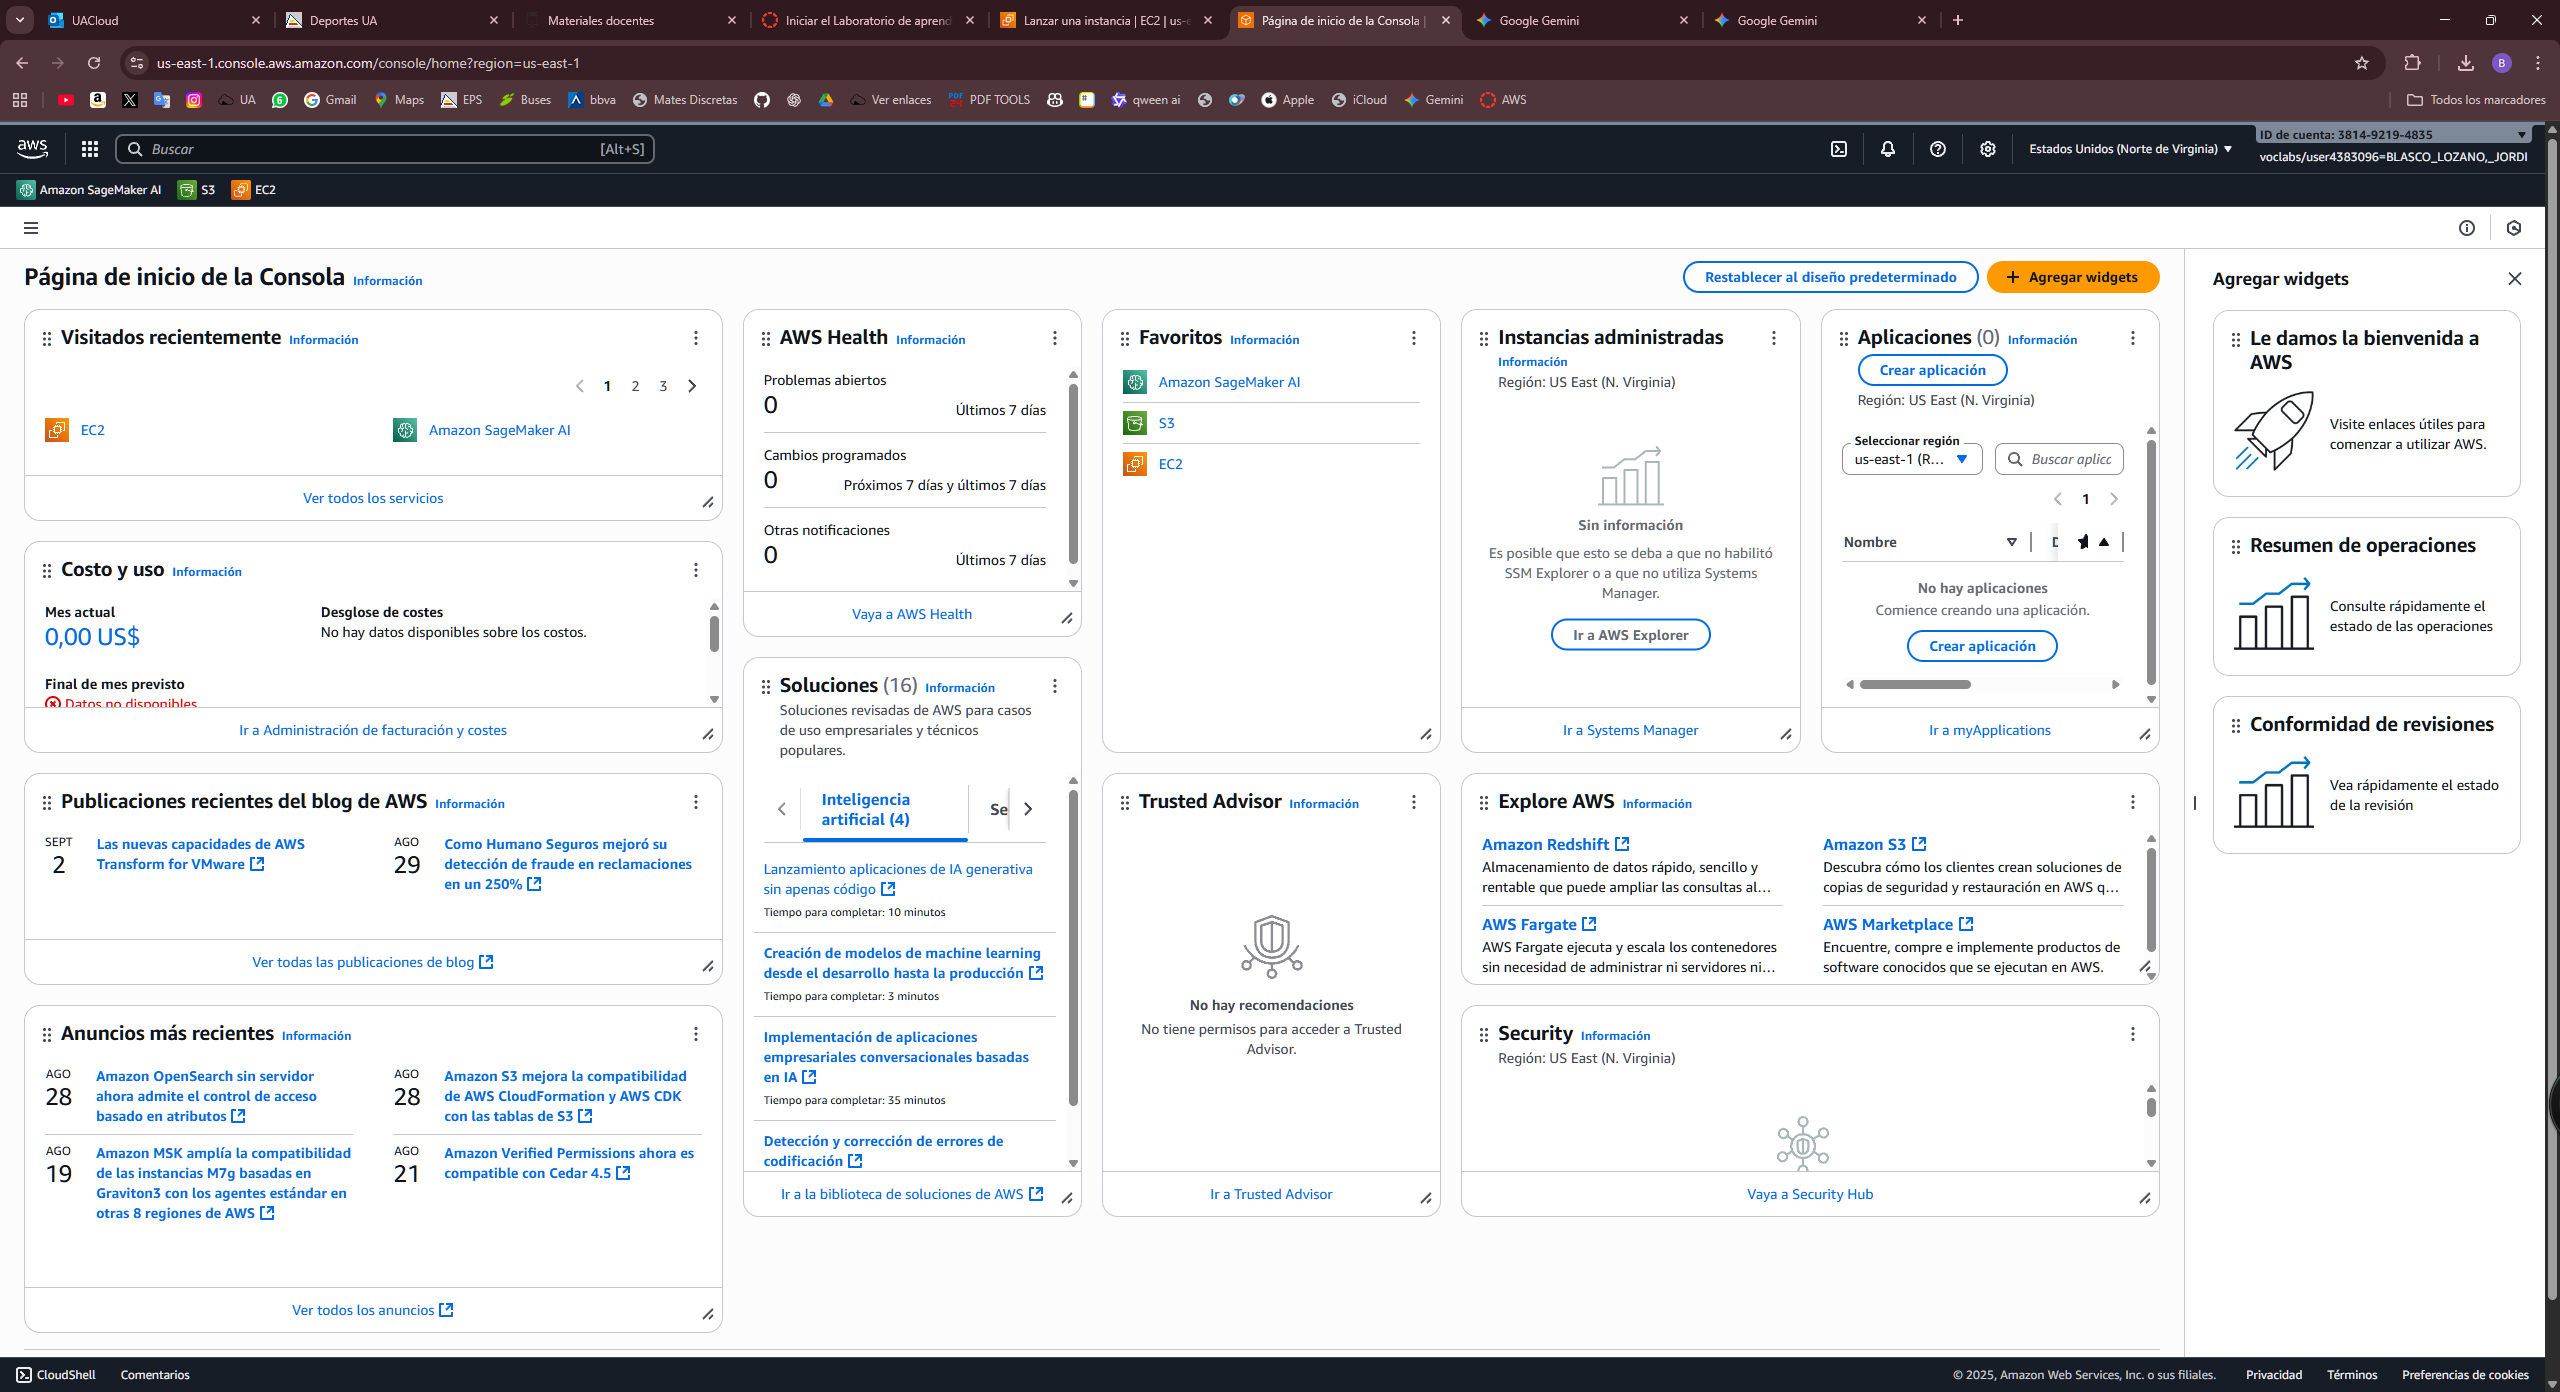 UACloud
Deportes UA
Materiales docentes
Iniciar el Laboratorio de aprend
Lanzar una instancia | EC2 | us-e
Página de inicio de la Consola |
Google Gemini
Google Gemini
us-east-1.console.aws.amazon.com/console/home?region=us-east-1
B
UA
6
Gmail
Maps
EPS
Buses
bbva
Mates Discretas
Ver enlaces
PDF TOOLS
qween ai
Apple
iCloud
Gemini
AWS
Todos los marcadores
aws
Buscar
[Alt+S]
Estados Unidos (Norte de Virginia)
ID de cuenta: 3814-9219-4835
voclabs/user4383096=BLASCO_LOZANO,_JORDI
Amazon SageMaker AI
S3
EC2
Página de inicio de la Consola Información
Restablecer al diseño predeterminado
Agregar widgets
Visitados recientemente Información
1 2 3
EC2
Amazon SageMaker AI
Ver todos los servicios
Costo y uso Información
Mes actual
0,00 US$
Desglose de costes
No hay datos disponibles sobre los costos.
Final de mes previsto
Datos no disponibles
Ir a Administración de facturación y costes
Publicaciones recientes del blog de AWS Información
SEPT
2
Las nuevas capacidades de AWS
Transform for VMware
AGO
29
Como Humano Seguros mejoró su
detección de fraude en reclamaciones
en un 250%
Ver todas las publicaciones de blog
Anuncios más recientes Información
AGO
28
Amazon OpenSearch sin servidor
ahora admite el control de acceso
basado en atributos
AGO
28
Amazon S3 mejora la compatibilidad
de AWS CloudFormation y AWS CDK
con las tablas de S3
AGO
19
Amazon MSK amplía la compatibilidad
de las instancias M7g basadas en
Graviton3 con los agentes estándar en
otras 8 regiones de AWS
AGO
21
Amazon Verified Permissions ahora es
compatible con Cedar 4.5
Ver todos los anuncios
AWS Health Información
Problemas abiertos
0
Últimos 7 días
Cambios programados
0
Próximos 7 días y últimos 7 días
Otras notificaciones
0
Últimos 7 días
Vaya a AWS Health
Soluciones (16) Información
Soluciones revisadas de AWS para casos
de uso empresariales y técnicos
populares.
Inteligencia
artificial (4)
Se
Lanzamiento aplicaciones de IA generativa
sin apenas código
Tiempo para completar: 10 minutos
Creación de modelos de machine learning
desde el desarrollo hasta la producción
Tiempo para completar: 3 minutos
Implementación de aplicaciones
empresariales conversacionales basadas
en IA
Tiempo para completar: 35 minutos
Detección y corrección de errores de
codificación
Ir a la biblioteca de soluciones de AWS
Favoritos Información
Amazon SageMaker AI
S3
EC2
Trusted Advisor Información
No hay recomendaciones
No tiene permisos para acceder a Trusted
Advisor.
Ir a Trusted Advisor
Instancias administradas
Información
Región: US East (N. Virginia)
Sin información
Es posible que esto se deba a que no habilitó
SSM Explorer o a que no utiliza Systems
Manager.
Ir a AWS Explorer
Ir a Systems Manager
Aplicaciones (0) Información
Crear aplicación
Región: US East (N. Virginia)
Seleccionar región
us-east-1 (R...
Buscar aplicac
1
Nombre
No hay aplicaciones
Comience creando una aplicación.
Crear aplicación
Ir a myApplications
Explore AWS Información
Amazon Redshift
Almacenamiento de datos rápido, sencillo y
rentable que puede ampliar las consultas al...
Amazon S3
Descubra cómo los clientes crean soluciones de
copias de seguridad y restauración en AWS q...
AWS Fargate
AWS Fargate ejecuta y escala los contenedores
sin necesidad de administrar ni servidores ni...
AWS Marketplace
Encuentre, compre e implemente productos de
software conocidos que se ejecutan en AWS.
Security Información
Región: US East (N. Virginia)
Vaya a Security Hub
Agregar widgets
Le damos la bienvenida a
AWS
Visite enlaces útiles para
comenzar a utilizar AWS.
Resumen de operaciones
Consulte rápidamente el
estado de las operaciones
Conformidad de revisiones
Vea rápidamente el estado
de la revisión
CloudShell
Comentarios
© 2025, Amazon Web Services, Inc. o sus filiales.
Privacidad
Términos
Preferencias de cookies